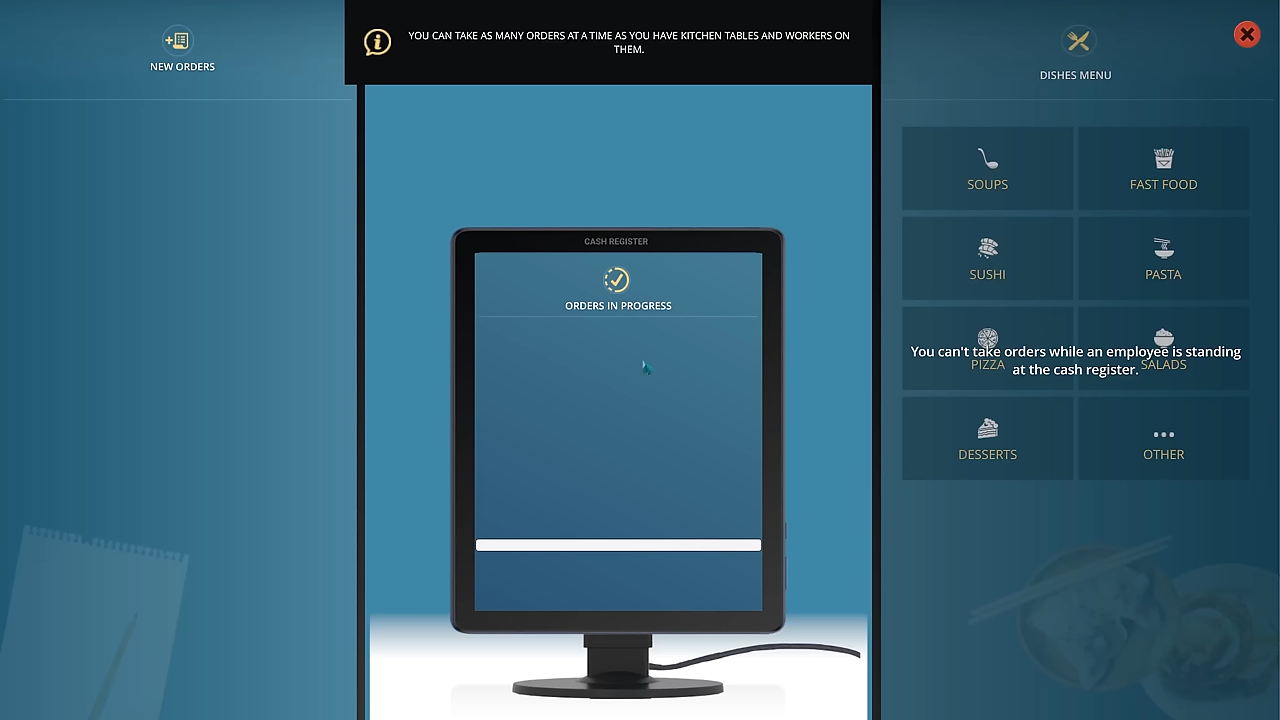 NEW ORDERS
YOU CAN TAKE AS MANY ORDERS AT A TIME AS YOU HAVE KITCHEN TABLES AND WORKERS ON
THEM.
DISHES MENU
CASH REGISTER
ORDERS IN PROGRESS
SOUPS
FAST FOOD
SUSHI
PASTA
You can't take orders while an employee is standing
at the cash register.
PIZZA
SALADS
DESSERTS
OTHER